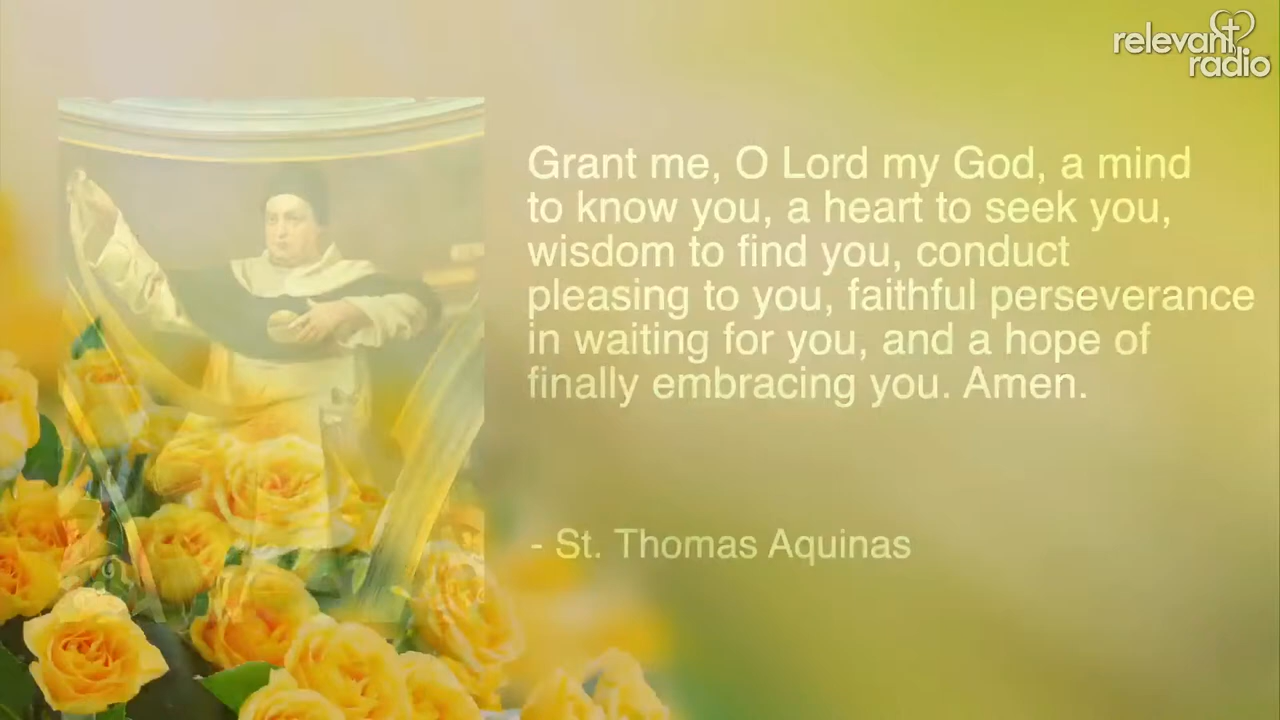 relevant
radio
Grant me, O Lord my God, a mind
to know you, a heart to seek you,
wisdom to find you, conduct
pleasing to you, faithful perseverance
in waiting for you, and a hope of
finally embracing you. Amen.
- St. Thomas Aquinas